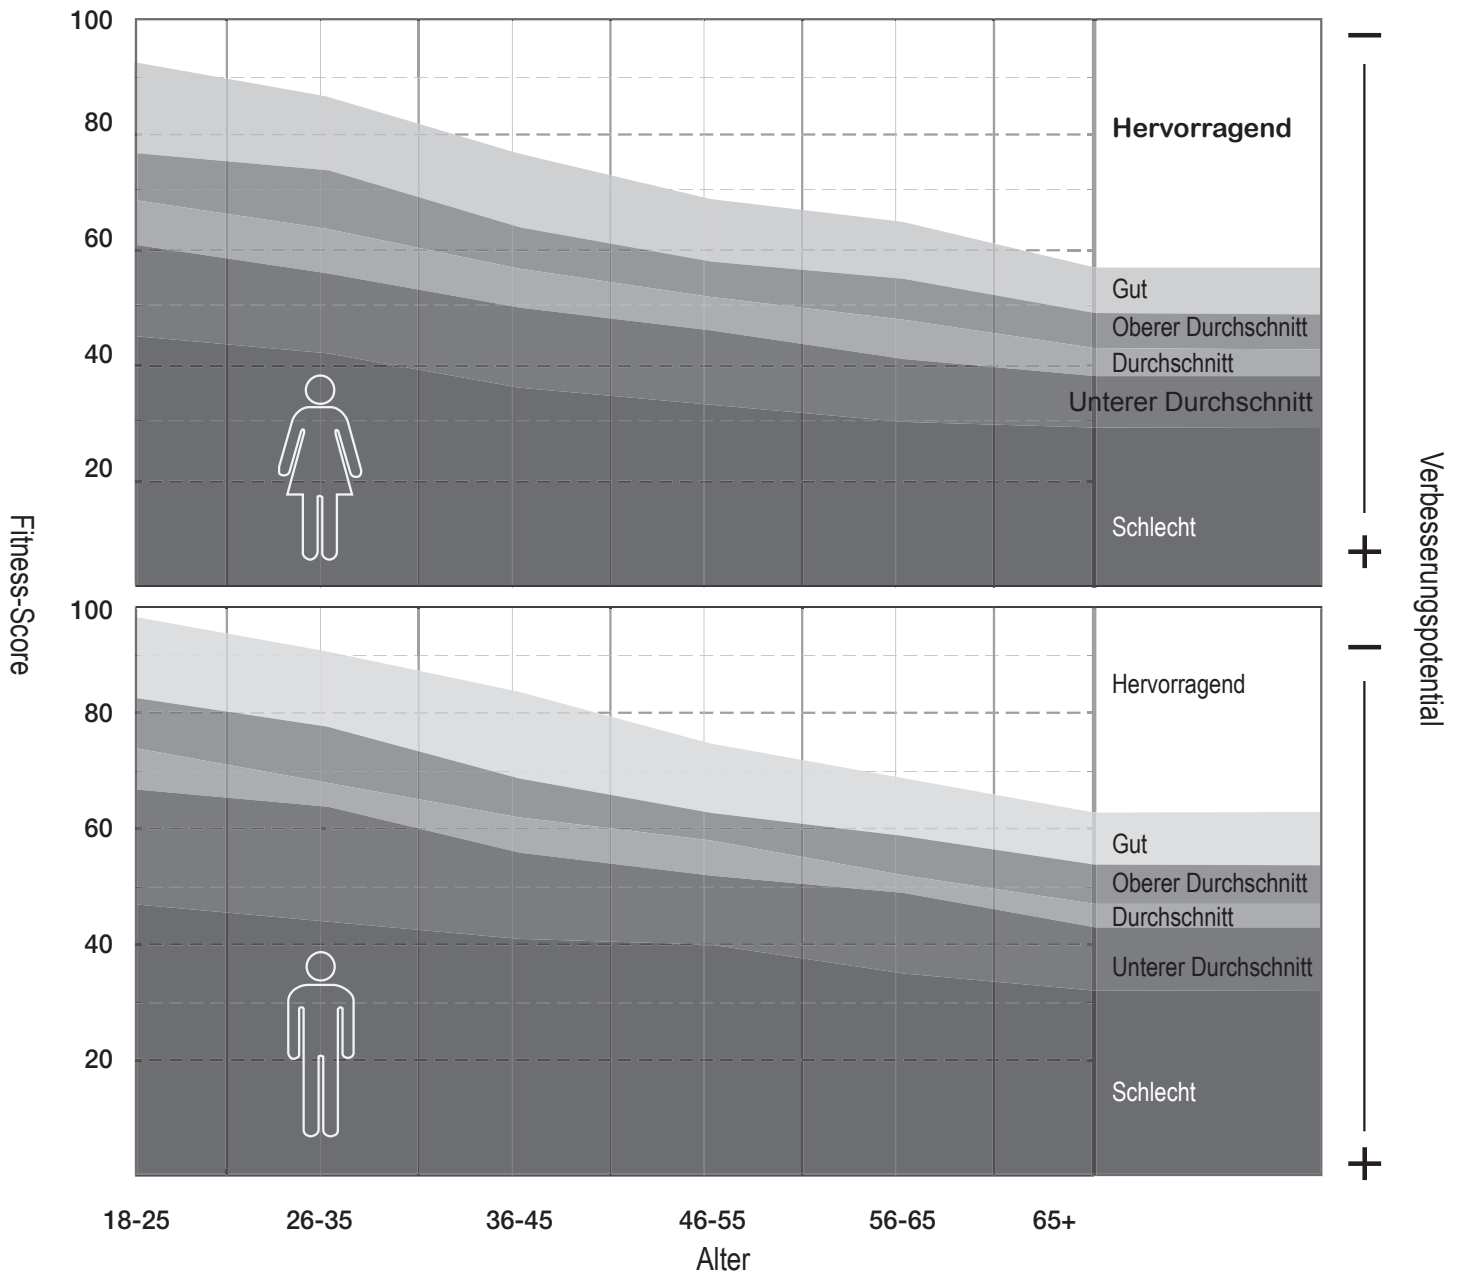 100
80
60
40
20
Hervorragend
Gut
Oberer Durchschnitt
Durchschnitt
Unterer Durchschnitt
Schlecht
−
+
Fitness-Score
Verbesserungspotential
100
80
60
40
20
Hervorragend
Gut
Oberer Durchschnitt
Durchschnitt
Unterer Durchschnitt
Schlecht
−
+
18-25 26-35 36-45 46-55 56-65 65+
Alter